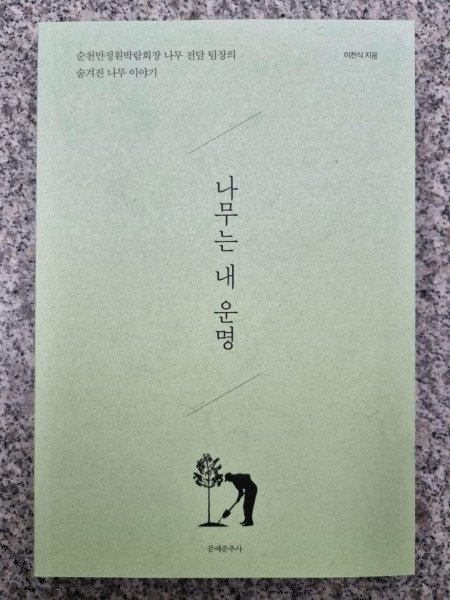 순천만정원박람회장 나무 전담 팀장의
숨겨진 나무 이야기
이천식 지음
나무는 내 운명
문예춘추사